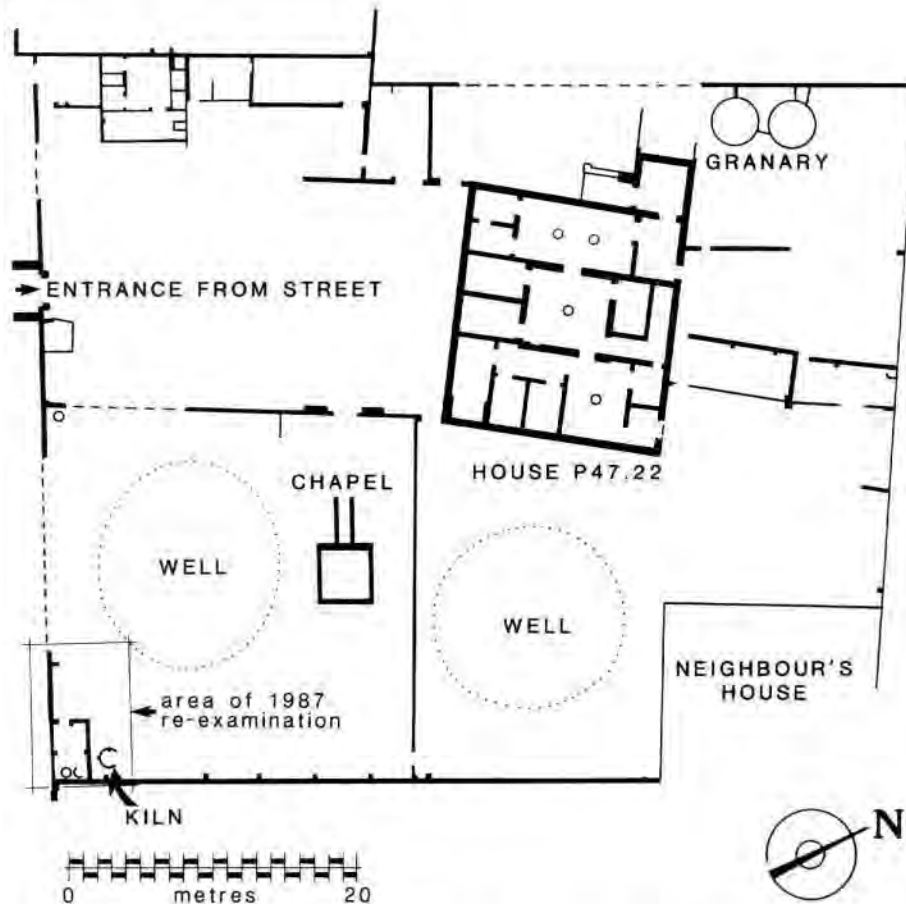 GRANARY
ENTRANCE FROM STREET
HOUSE P47.22
CHAPEL
WELL
WELL
NEIGHBOUR'S
HOUSE
area of 1987
re-examination
KILN
N
0 metres 20